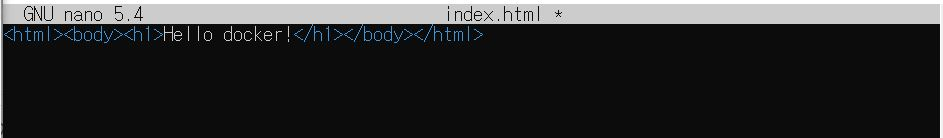 GNU nano 5.4 index.html *
<html><body><h1>Hello docker!</h1></body></html>